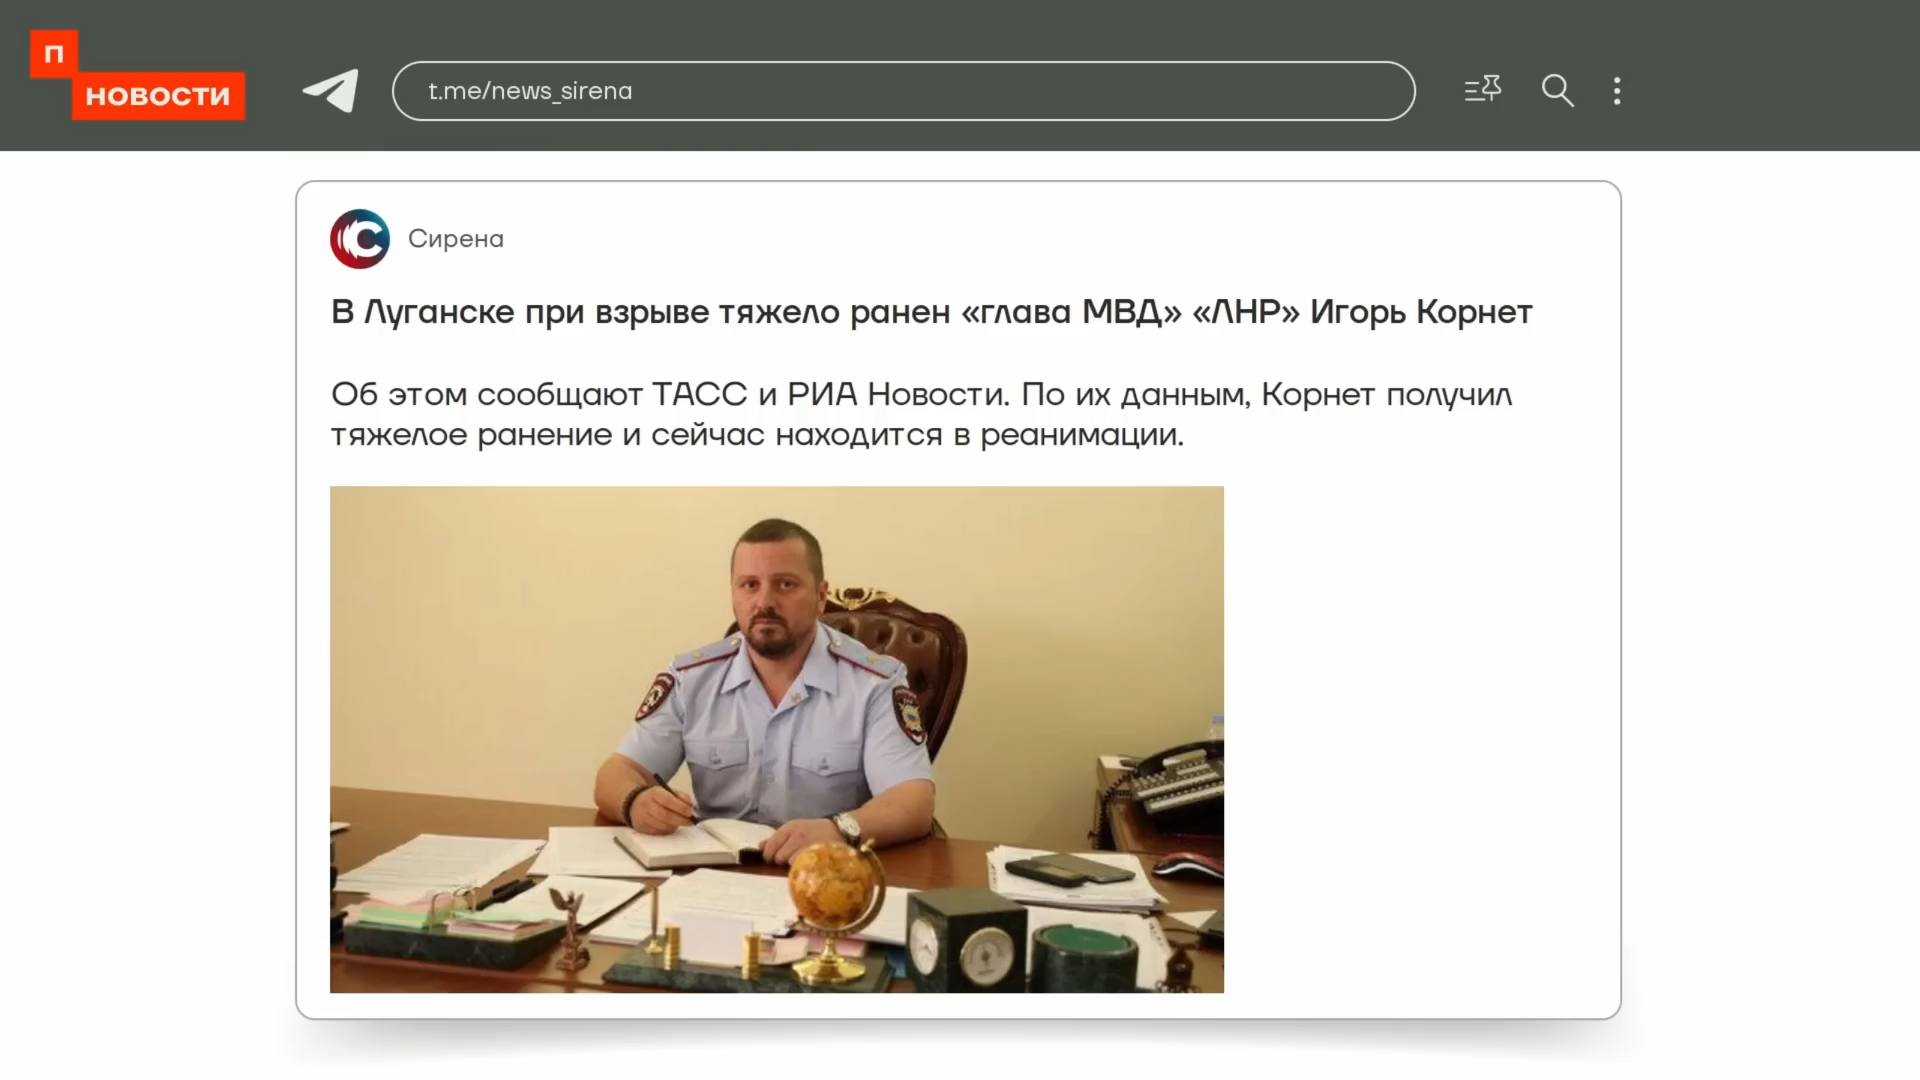 П
НОВОСТИ
t.me/news_sirena
Сирена
В Луганске при взрыве тяжело ранен «глава МВД» «ЛНР» Игорь Корнет
Об этом сообщают ТАСС и РИА Новости. По их данным, Корнет получил
тяжелое ранение и сейчас находится в реанимации.